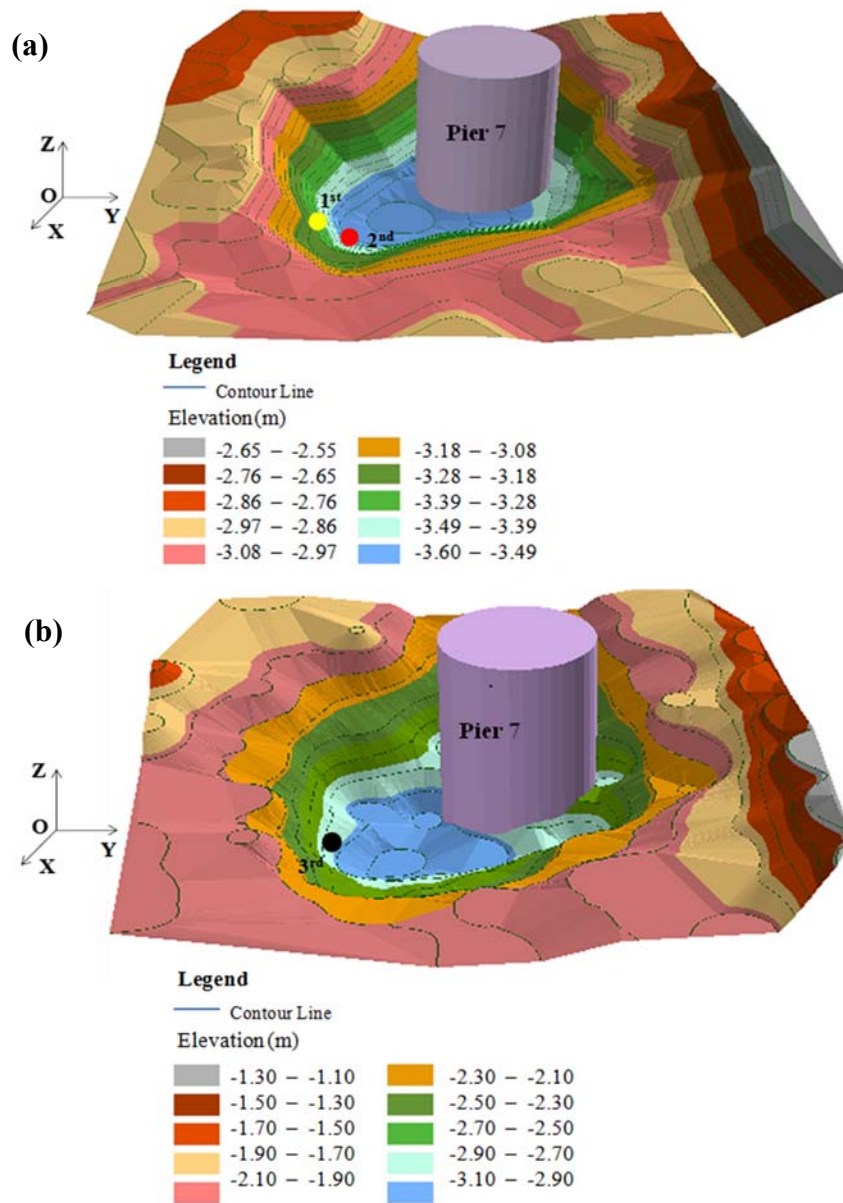 (a)
Pier 7
Z
O
X
Y
1st
2nd
Legend
Contour Line
Elevation(m)
-2.65 – -2.55 -3.18 – -3.08
-2.76 – -2.65 -3.28 – -3.18
-2.86 – -2.76 -3.39 – -3.28
-2.97 – -2.86 -3.49 – -3.39
-3.08 – -2.97 -3.60 – -3.49
(b)
Pier 7
Z
O
X
Y
3rd
Legend
Contour Line
Elevation(m)
-1.30 – -1.10 -2.30 – -2.10
-1.50 – -1.30 -2.50 – -2.30
-1.70 – -1.50 -2.70 – -2.50
-1.90 – -1.70 -2.90 – -2.70
-2.10 – -1.90 -3.10 – -2.90